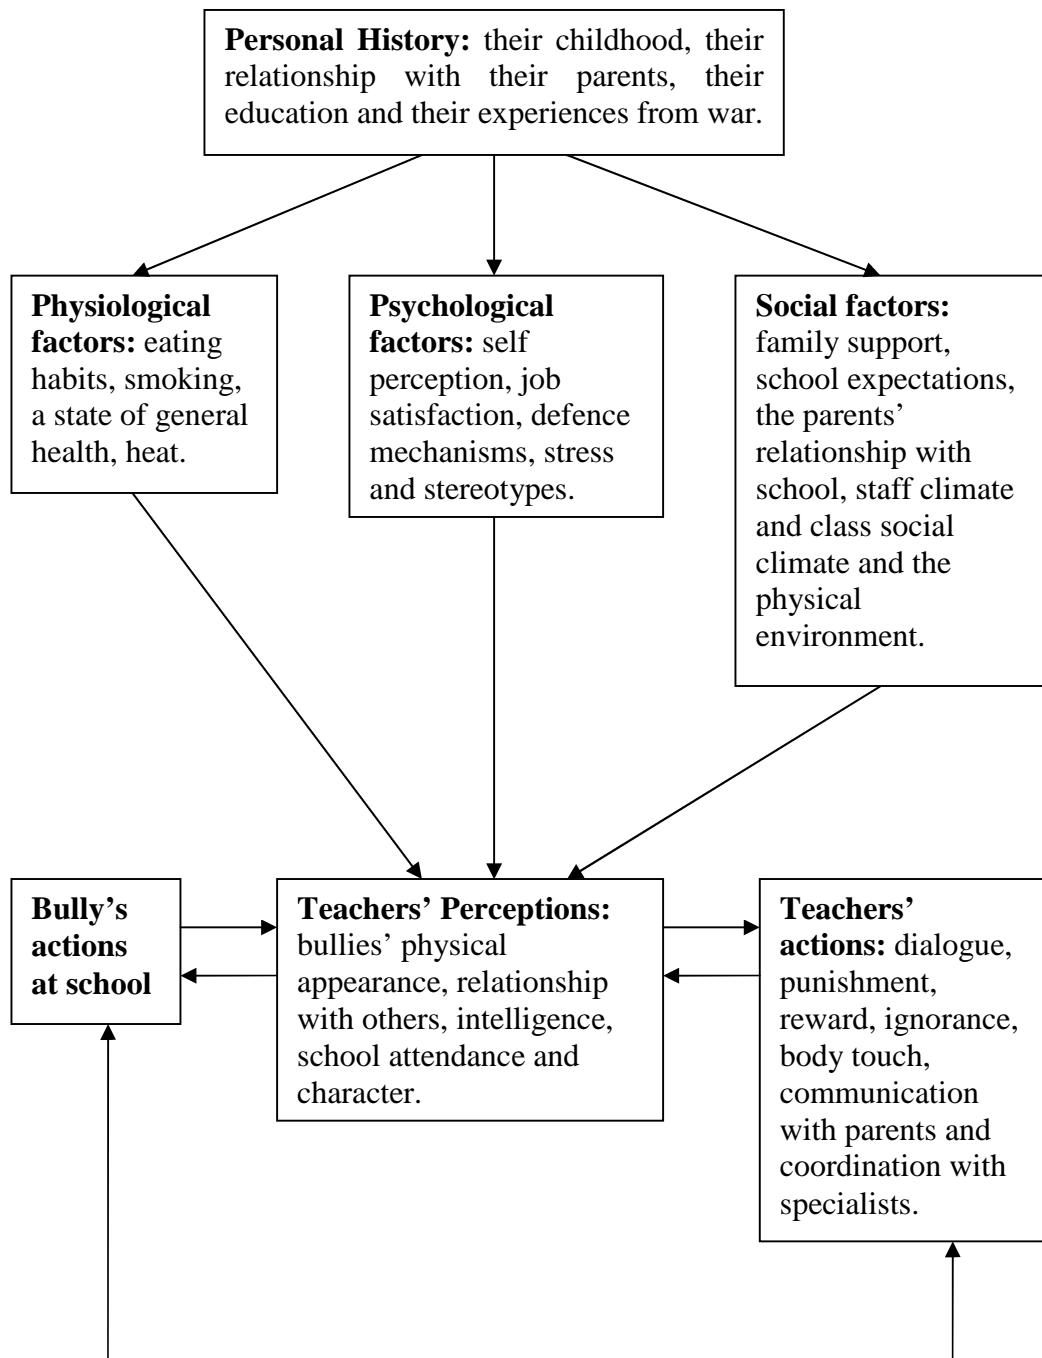 Personal History: their childhood, their
relationship with their parents, their
education and their experiences from war.
Physiological
factors: eating
habits, smoking,
a state of general
health, heat.
Psychological
factors: self
perception, job
satisfaction, defence
mechanisms, stress
and stereotypes.
Social factors:
family support,
school expectations,
the parents’
relationship with
school, staff climate
and class social
climate and the
physical
environment.
Bully’s
actions
at school
Teachers’ Perceptions:
bullies’ physical
appearance, relationship
with others, intelligence,
school attendance and
character.
Teachers’
actions: dialogue,
punishment,
reward, ignorance,
body touch,
communication
with parents and
coordination with
specialists.